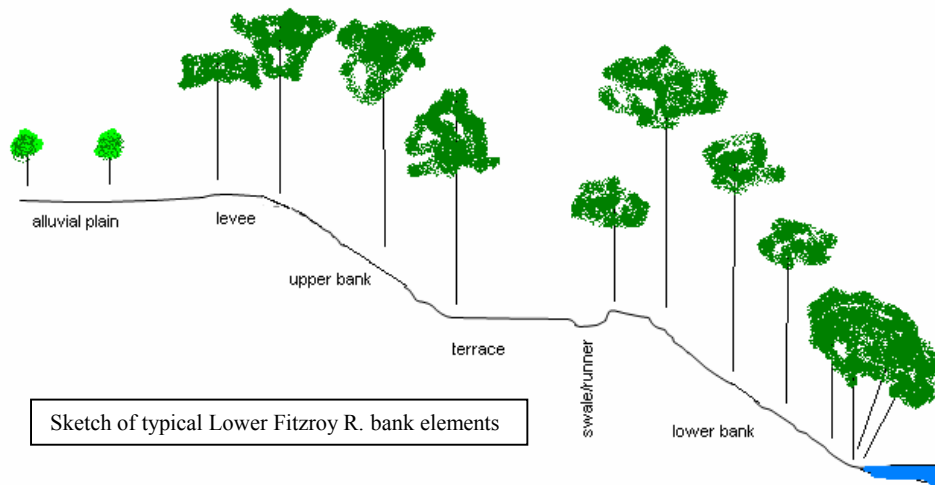 alluvial plain
levee
upper bank
terrace
swale/runner
lower bank
Sketch of typical Lower Fitzroy R. bank elements